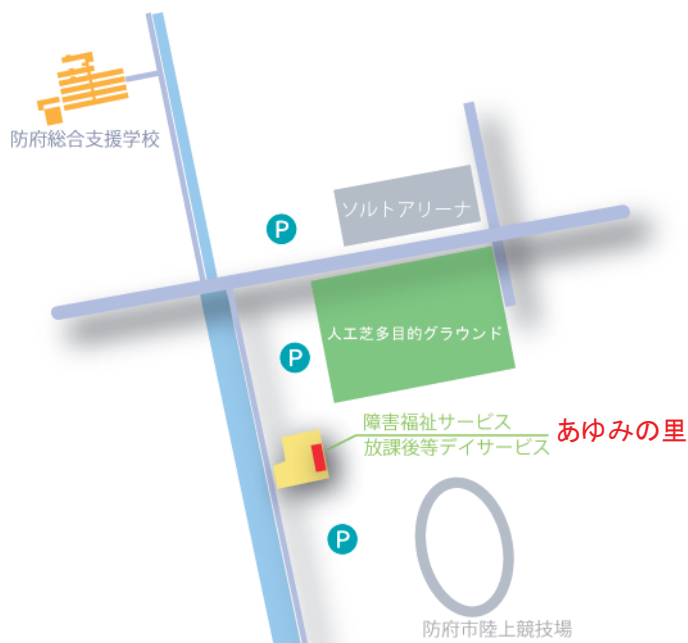 防府総合支援学校
ソルトアリーナ
P
人工芝多目的グラウンド
P
障害福祉サービス
放課後等デイサービス
あゆみの里
P
防府市陸上競技場